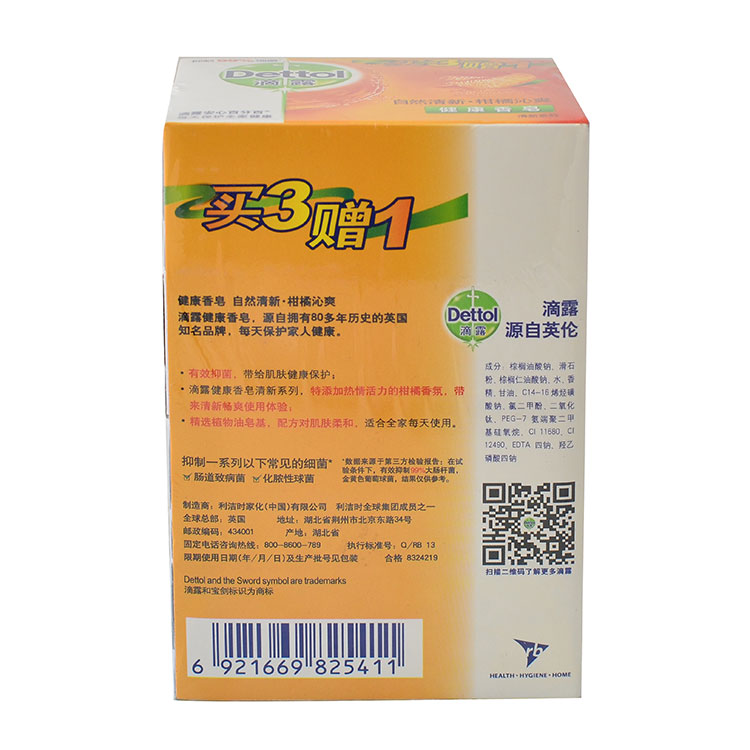 Dettol
滴露
买3赠1
健康香皂 自然清新·柑橘沁爽
滴露健康香皂,源自拥有80多年历史的英国
知名品牌,每天保护家人健康。
• 有效抑菌,带给肌肤健康保护;
• 滴露健康香皂清新系列,特添加热情活力的柑橘香氛,带
来清新畅爽使用体验;
• 精选植物油皂基,配方对肌肤柔和,适合全家每天使用。
抑制一系列以下常见的细菌*
肠道致病菌 化脓性球菌
*数据来源于第三方检验报告:在试
验条件下,有效抑制99%大肠杆菌,
金黄色葡萄球菌,结果仅供参考。
制造商:利洁时家化(中国)有限公司 利洁时全球集团成员之一
全球总部:英国 地址:湖北省荆州市北京东路34号
邮政编码:434001 产地:湖北省
固定电话咨询热线:800-8600-789 执行标准号:Q/RB 13
限期使用日期(年/月/日)及生产批号见包装 合格 8324219
Dettol and the Sword symbol are trademarks
滴露和宝剑标识为商标
6 921669 825411
Dettol
滴露
滴露
源自英伦
成分:棕榈油酸钠、滑石
粉、棕榈仁油酸钠、水、香
精、甘油、C14-16烯烃磺
酸钠、氯二甲酚、二氧化
钛、PEG-7 氨端聚二甲
基硅氧烷、CI 11680、CI
12490、EDTA 四钠、羟乙
磷酸四钠
扫描二维码了解更多滴露
rb
HEALTH • HYGIENE • HOME